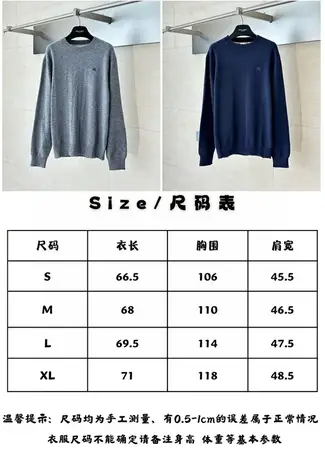 Size/尺码表
尺码 衣长 胸围 肩宽
S 66.5 106 45.5
M 68 110 46.5
L 69.5 114 47.5
XL 71 118 48.5
温馨提示：尺码均为手工测量、有0.5-1cm的误差属于正常情况
衣服尺码不能确定请备注身高 体重等基本参数